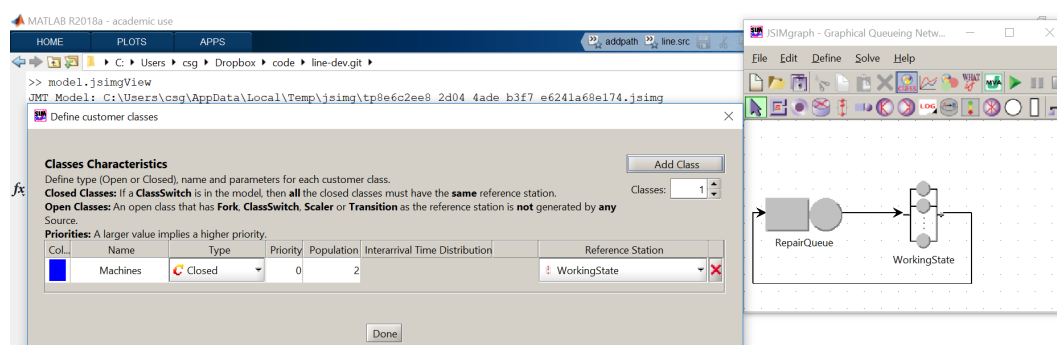 MATLAB R2018a - academic use
HOME PLOTS APPS
addpath line.src
C: Users csg Dropbox code line-dev.git
>> model.jsimgView
JMT Model: C:\Users\csg\AppData\Local\Temp\jsimg\tp8e6c2ee8_2d04_4ade_b3f7_e6241a68e174.jsimg
fx
Define customer classes
Classes Characteristics
Add Class
Define type (Open or Closed), name and parameters for each customer class.
Closed Classes: If a ClassSwitch is in the model, then all the closed classes must have the same reference station.
Classes: 1
Open Classes: An open class that has Fork, ClassSwitch, Scaler or Transition as the reference station is not generated by any
Source.
Priorities: A larger value implies a higher priority.
Col... Name Type Priority Population Interarrival Time Distribution Reference Station
Machines Closed 0 2 WorkingState
Done
JSIMgraph - Graphical Queueing Netw...
File Edit Define Solve Help
class WHAT IF MVA
LOG
RepairQueue
WorkingState